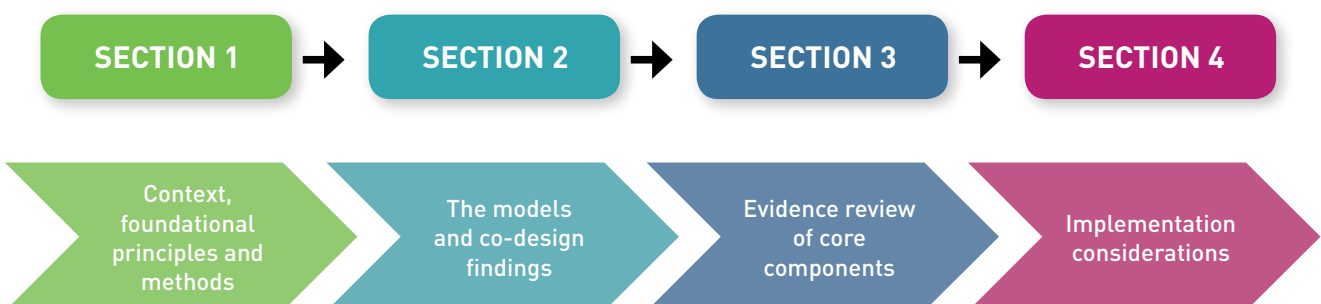 SECTION 1
SECTION 2
SECTION 3
SECTION 4
Context,
foundational
principles and
methods
The models
and co-design
findings
Evidence review
of core
components
Implementation
considerations